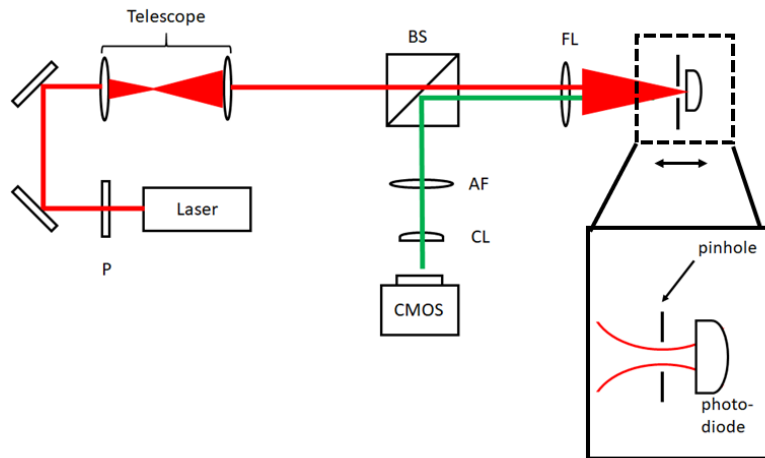 Telescope
BS
FL
Laser
P
AF
CL
CMOS
pinhole
photo-
diode